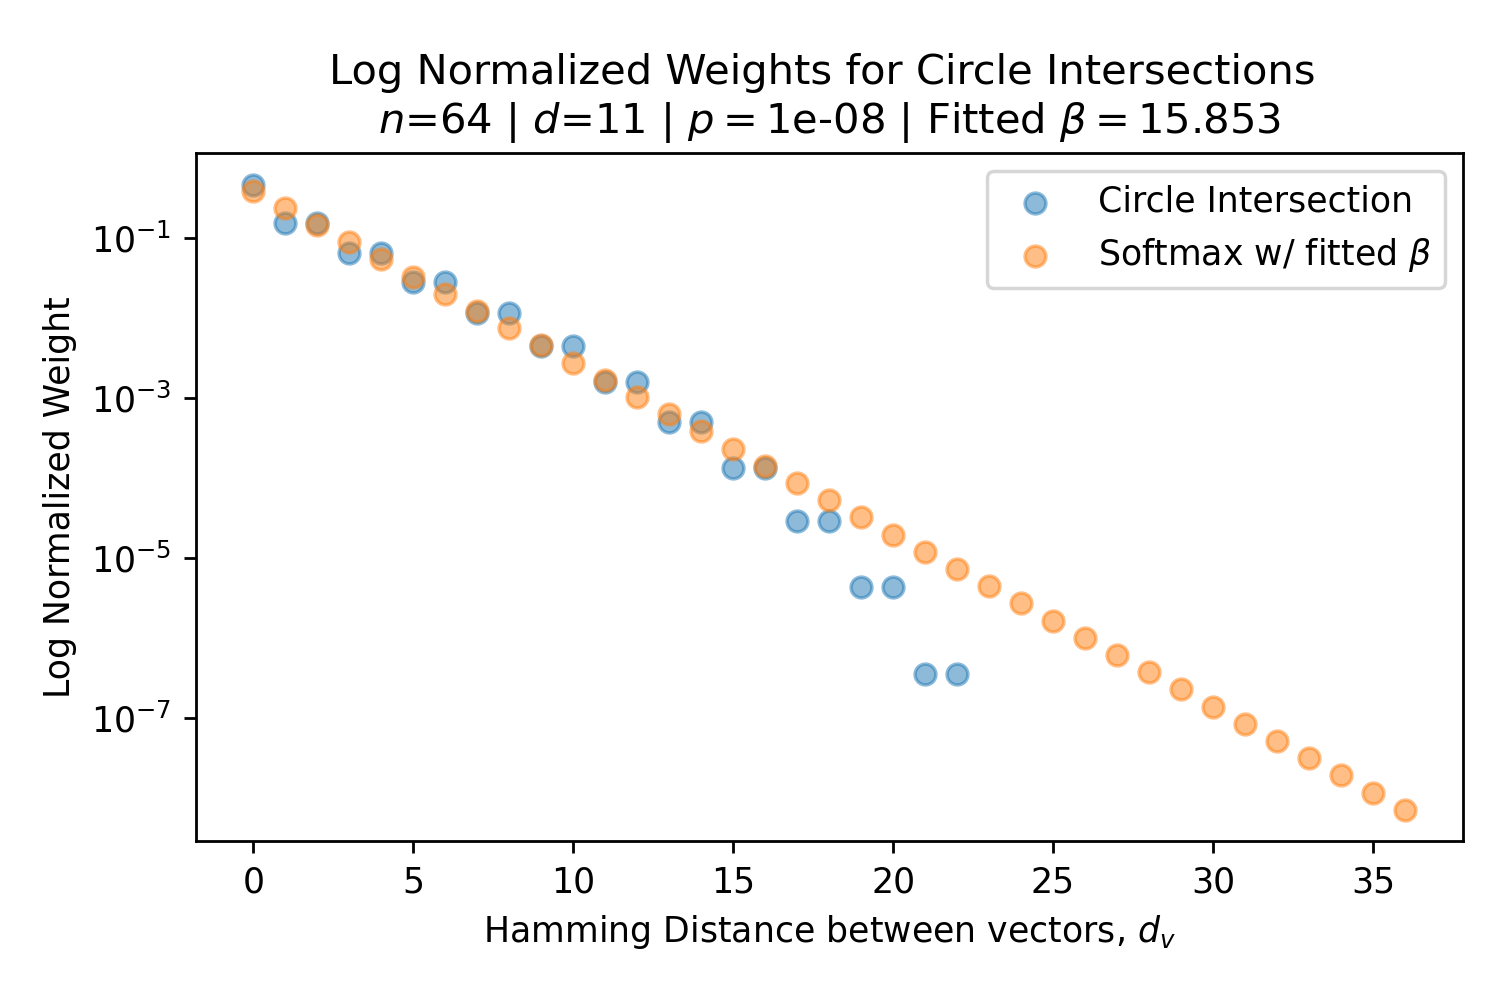 Log Normalized Weights for Circle Intersections
n=64 | d=11 | p = 1e-08 | Fitted β = 15.853
Circle Intersection
Softmax w/ fitted β
Log Normalized Weight
10⁻¹
10⁻³
10⁻⁵
10⁻⁷
0 5 10 15 20 25 30 35
Hamming Distance between vectors, dᵥ